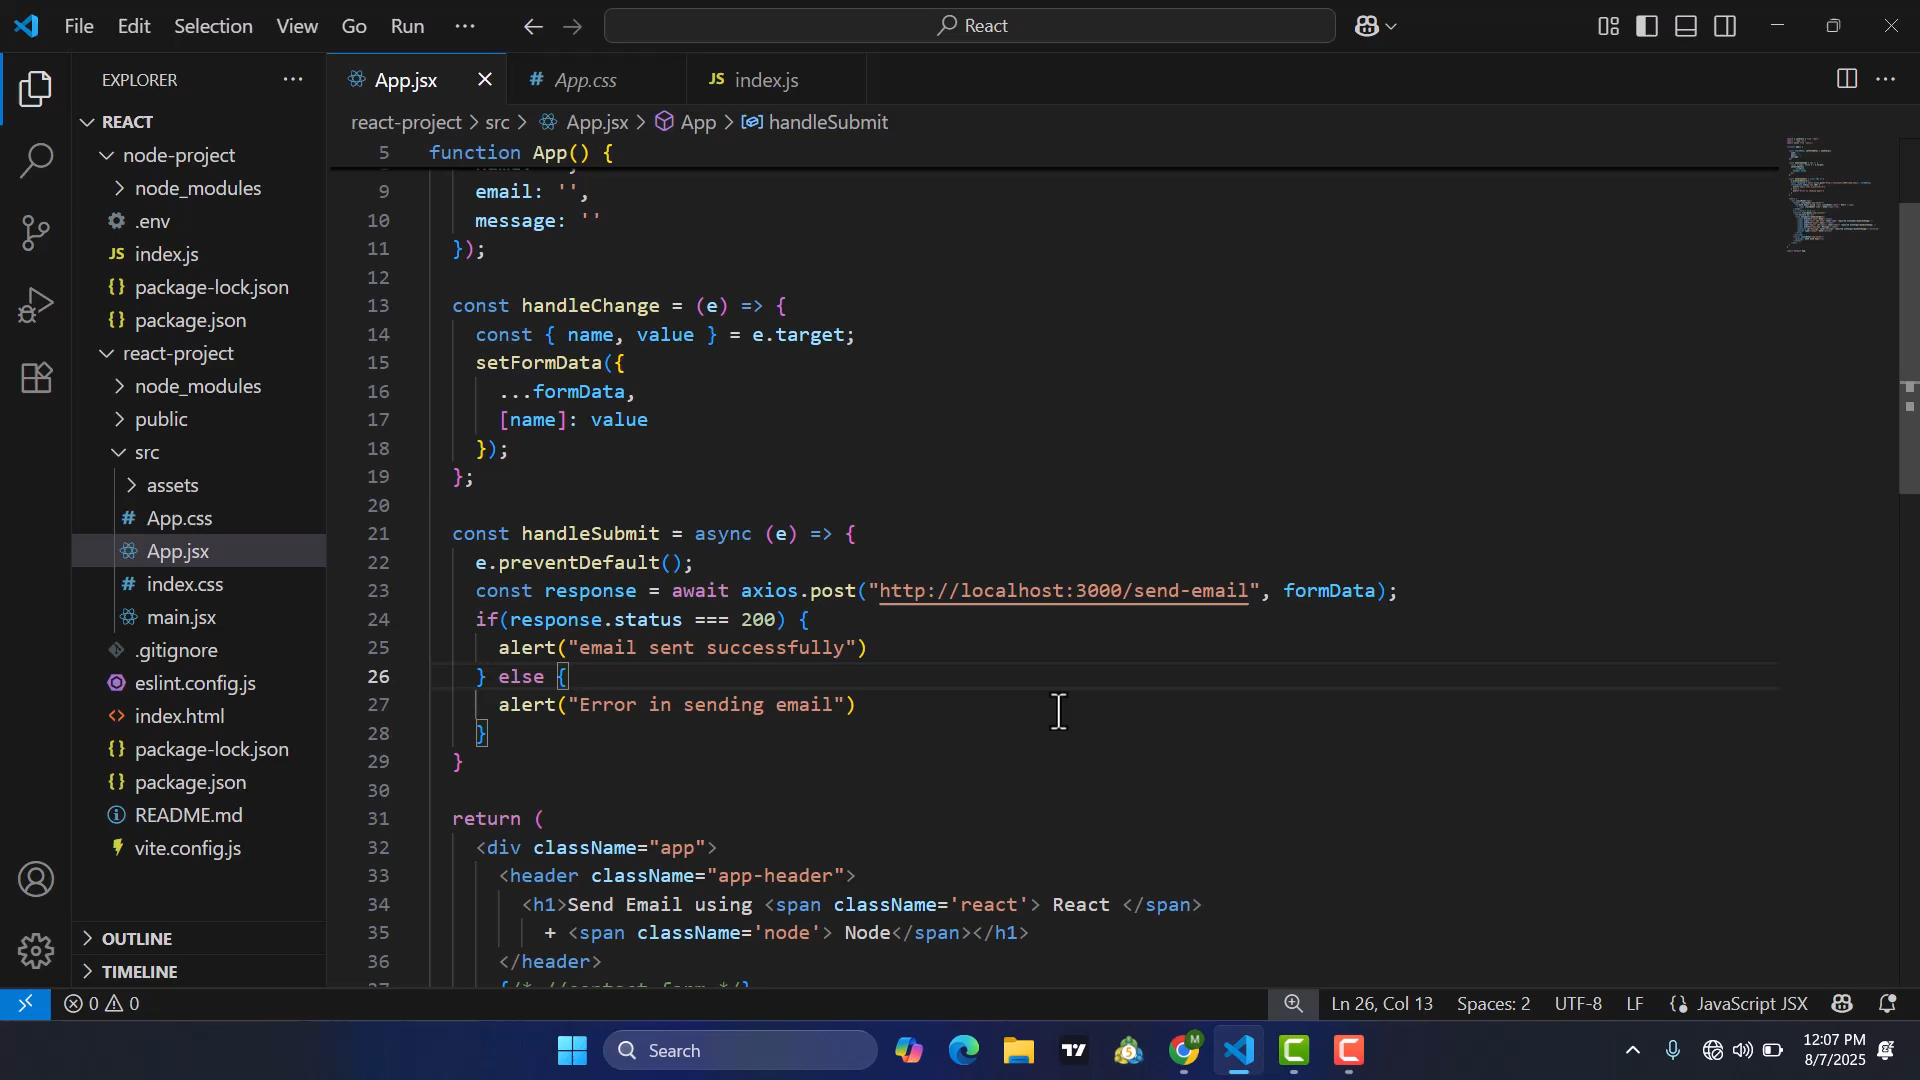 File Edit Selection View Go Run ···
React
EXPLORER ···
App.jsx
# App.css
JS index.js
REACT
node-project
node_modules
.env
JS index.js
{} package-lock.json
{} package.json
react-project
node_modules
public
src
assets
# App.css
App.jsx
# index.css
main.jsx
.gitignore
eslint.config.js
<> index.html
{} package-lock.json
{} package.json
README.md
vite.config.js
OUTLINE
TIMELINE
react-project > src > App.jsx > App > handleSubmit
5 function App() {
9 email: '',
10 message: ''
11 });
12
13 const handleChange = (e) => {
14 const { name, value } = e.target;
15 setFormData({
16 ...formData,
17 [name]: value
18 });
19 };
20
21 const handleSubmit = async (e) => {
22 e.preventDefault();
23 const response = await axios.post("http://localhost:3000/send-email", formData);
24 if(response.status === 200) {
25 alert("email sent successfully")
26 } else {
27 alert("Error in sending email")
28 }
29 }
30
31 return (
32 <div className="app">
33 <header className="app-header">
34 <h1>Send Email using <span className='react'> React </span>
35 + <span className='node'> Node</span></h1>
36 </header>
0 0
Ln 26, Col 13 Spaces: 2 UTF-8 LF {} JavaScript JSX
Search
M
12:07 PM
8/7/2025